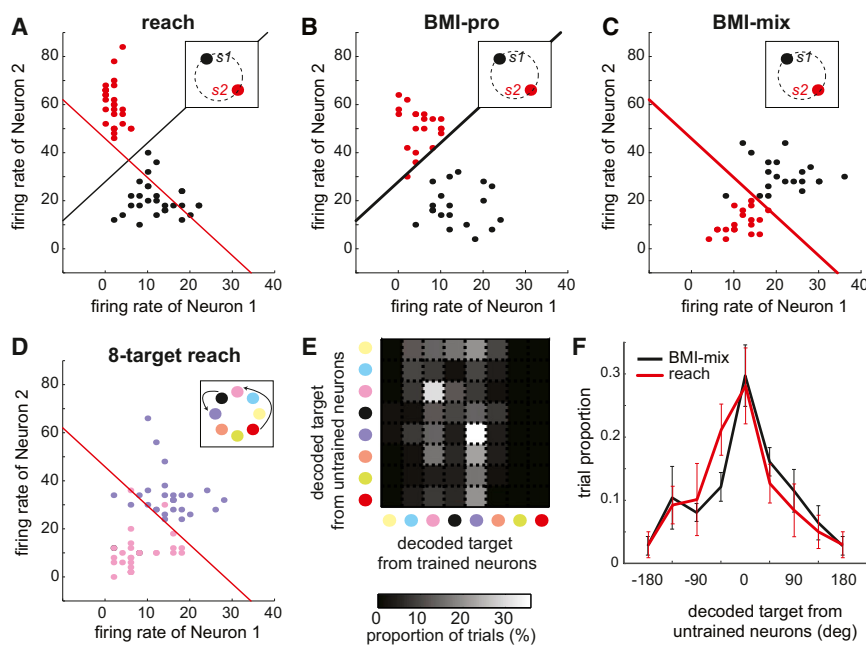 A
reach
firing rate of Neuron 2
80
60
40
20
0
0 10 20 30 40
firing rate of Neuron 1
s1
s2
B
BMI-pro
firing rate of Neuron 2
80
60
40
20
0
0 10 20 30 40
firing rate of Neuron 1
s1
s2
C
BMI-mix
firing rate of Neuron 2
80
60
40
20
0
0 10 20 30 40
firing rate of Neuron 1
s1
s2
D
8-target reach
firing rate of Neuron 2
80
60
40
20
0
0 10 20 30 40
firing rate of Neuron 1
E
decoded target
from untrained neurons
decoded target
from trained neurons
0 10 20 30
proportion of trials (%)
F
BMI-mix
reach
trial proportion
0.3
0.2
0.1
0
-180 -90 0 90 180
decoded target from
untrained neurons (deg)